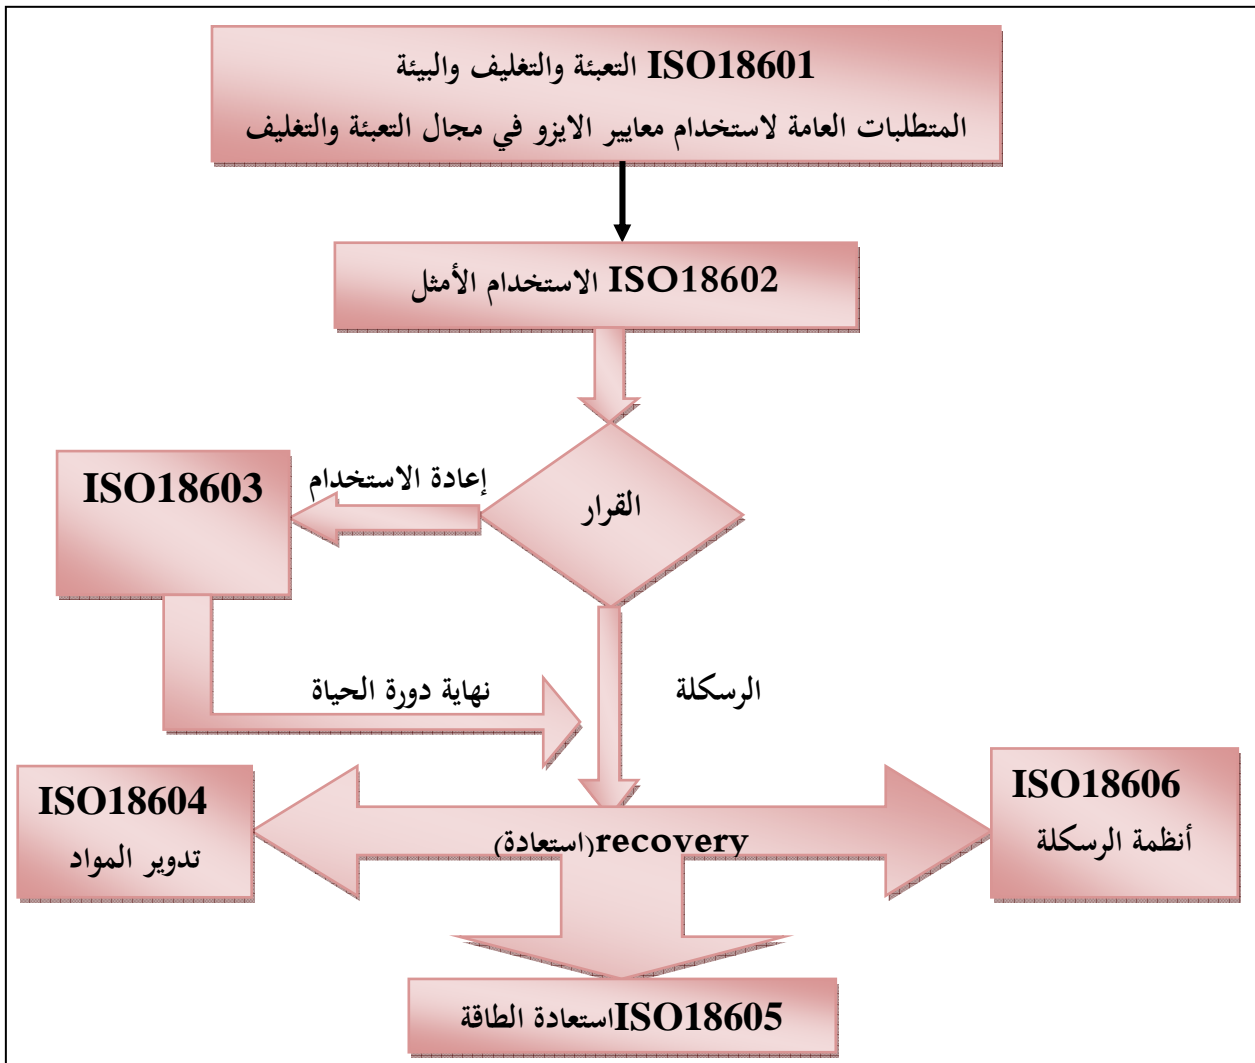 ISO18601 التعبئة والتغليف والبيئة
المتطلبات العامة لاستخدام معايير الايزو في مجال التعبئة والتغليف
ISO18602 الاستخدام الأمثل
القرار
إعادة الاستخدام
ISO18603
نهاية دورة الحياة
الرسكلة
ISO18606
أنظمة الرسكلة
recovery(استعادة)
ISO18604
تدوير المواد
ISO18605استعادة الطاقة